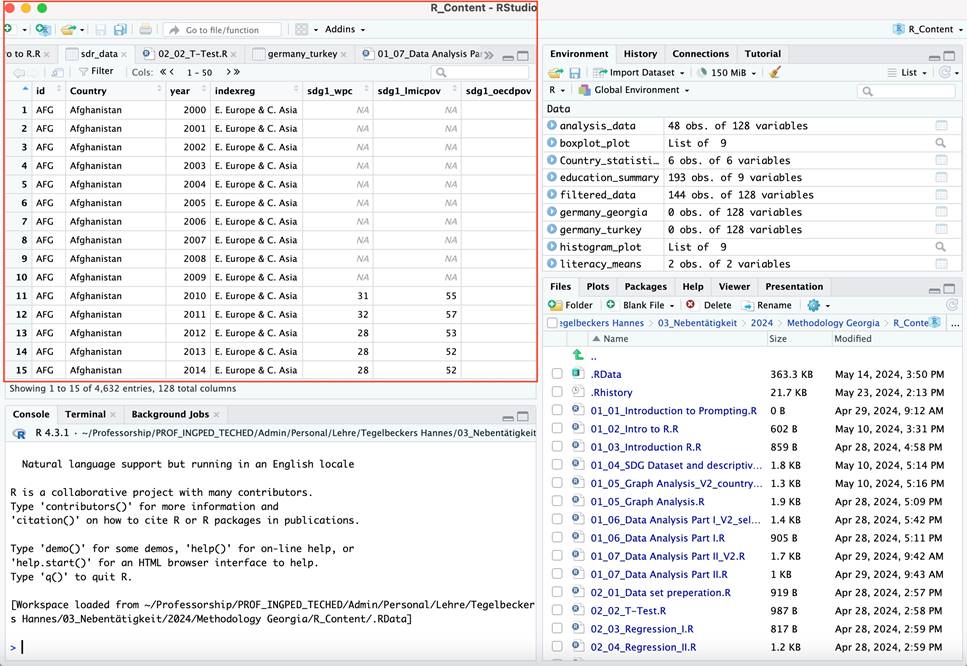 R_Content - RStudio
Go to file/function
Addins
R_Content
o to R.R
sdr_data
02_02_T-Test.R
germany_turkey
01_07_Data Analysis Pa
Filter
Cols:
1 - 50
id Country year indexreg sdg1_wpc sdg1_lmicpov sdg1_oecdpov
1 AFG Afghanistan 2000 E. Europe & C. Asia NA NA
2 AFG Afghanistan 2001 E. Europe & C. Asia NA NA
3 AFG Afghanistan 2002 E. Europe & C. Asia NA NA
4 AFG Afghanistan 2003 E. Europe & C. Asia NA NA
5 AFG Afghanistan 2004 E. Europe & C. Asia NA NA
6 AFG Afghanistan 2005 E. Europe & C. Asia NA NA
7 AFG Afghanistan 2006 E. Europe & C. Asia NA NA
8 AFG Afghanistan 2007 E. Europe & C. Asia NA NA
9 AFG Afghanistan 2008 E. Europe & C. Asia NA NA
10 AFG Afghanistan 2009 E. Europe & C. Asia NA NA
11 AFG Afghanistan 2010 E. Europe & C. Asia 31 55
12 AFG Afghanistan 2011 E. Europe & C. Asia 32 57
13 AFG Afghanistan 2012 E. Europe & C. Asia 28 53
14 AFG Afghanistan 2013 E. Europe & C. Asia 28 52
15 AFG Afghanistan 2014 E. Europe & C. Asia 28 52
Showing 1 to 15 of 4,632 entries, 128 total columns
Console Terminal Background Jobs
R 4.3.1 · ~/Professorship/PROF_INGPED_TECHED/Admin/Personal/Lehre/Tegelbeckers Hannes/03_Nebentätigkeit
Natural language support but running in an English locale
R is a collaborative project with many contributors.
Type 'contributors()' for more information and
'citation()' on how to cite R or R packages in publications.
Type 'demo()' for some demos, 'help()' for on-line help, or
'help.start()' for an HTML browser interface to help.
Type 'q()' to quit R.
[Workspace loaded from ~/Professorship/PROF_INGPED_TECHED/Admin/Personal/Lehre/Tegelbecker
s Hannes/03_Nebentätigkeit/2024/Methodology Georgia/R_Content/.RData]
>
Environment History Connections Tutorial
Import Dataset 150 MiB List
R Global Environment
Data
analysis_data 48 obs. of 128 variables
boxplot_plot List of 9
Country_statisti… 6 obs. of 6 variables
education_summary 193 obs. of 9 variables
filtered_data 144 obs. of 128 variables
germany_georgia 0 obs. of 128 variables
germany_turkey 0 obs. of 128 variables
histogram_plot List of 9
literacy_means 2 obs. of 2 variables
Files Plots Packages Help Viewer Presentation
Folder Blank File Delete Rename
egelbeckers Hannes > 03_Nebentätigkeit > 2024 > Methodology Georgia > R_Conte ...
Name Size Modified
..
.RData 363.3 KB May 14, 2024, 3:50 PM
.Rhistory 21.7 KB May 23, 2024, 2:13 PM
01_01_Introduction to Prompting.R 0 B Apr 29, 2024, 9:12 AM
01_02_Intro to R.R 602 B May 10, 2024, 3:31 PM
01_03_Introduction R.R 859 B Apr 28, 2024, 4:58 PM
01_04_SDG Dataset and descriptiv... 1.8 KB May 10, 2024, 5:14 PM
01_05_Graph Analysis_V2_country... 1.3 KB May 10, 2024, 5:16 PM
01_05_Graph Analysis.R 1.9 KB Apr 28, 2024, 5:09 PM
01_06_Data Analysis Part I_V2_sel... 1.4 KB Apr 28, 2024, 5:42 PM
01_06_Data Analysis Part I.R 905 B Apr 28, 2024, 5:11 PM
01_07_Data Analysis Part II_V2.R 1.7 KB Apr 29, 2024, 9:42 AM
01_07_Data Analysis Part II.R 1 KB Apr 29, 2024, 9:43 AM
02_01_Data set preperation.R 919 B Apr 28, 2024, 2:57 PM
02_02_T-Test.R 987 B Apr 28, 2024, 2:58 PM
02_03_Regression_I.R 817 B Apr 28, 2024, 2:59 PM
02_04_Regression_II.R 1.2 KB Apr 28, 2024, 2:59 PM